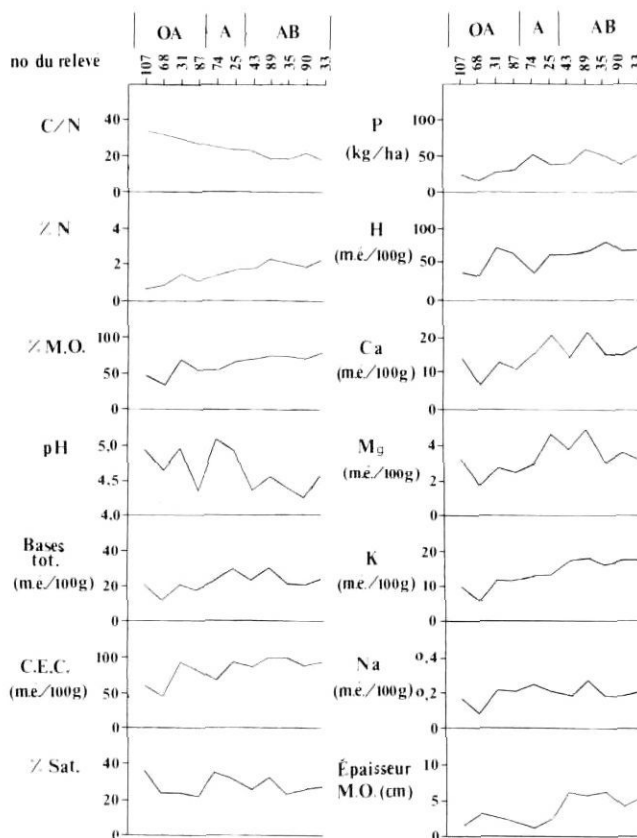 OA A AB
no du relevé 107 68 31 87 74 25 43 89 35 90 33
C/N 40 20 0
% N 4 2 0
% M.O. 100 50 0
pH 5.0 4.5 4.0
Bases tot. (m.é/100g) 40 20 0
C.E.C. (m.é/100g) 100 50 0
% Sat. 40 20 0
OA A AB
107 68 31 87 74 25 43 89 35 90 33
P (kg/ha) 100 50 0
H (m.é/100g) 100 50 0
Ca (m.é/100g) 20 10 0
Mg (m.é/100g) 4 2 0
K (m.é/100g) 20 10 0
Na (m.é/100g) 0,4 0,2 0
Épaisseur M.O.(cm) 10 5 0